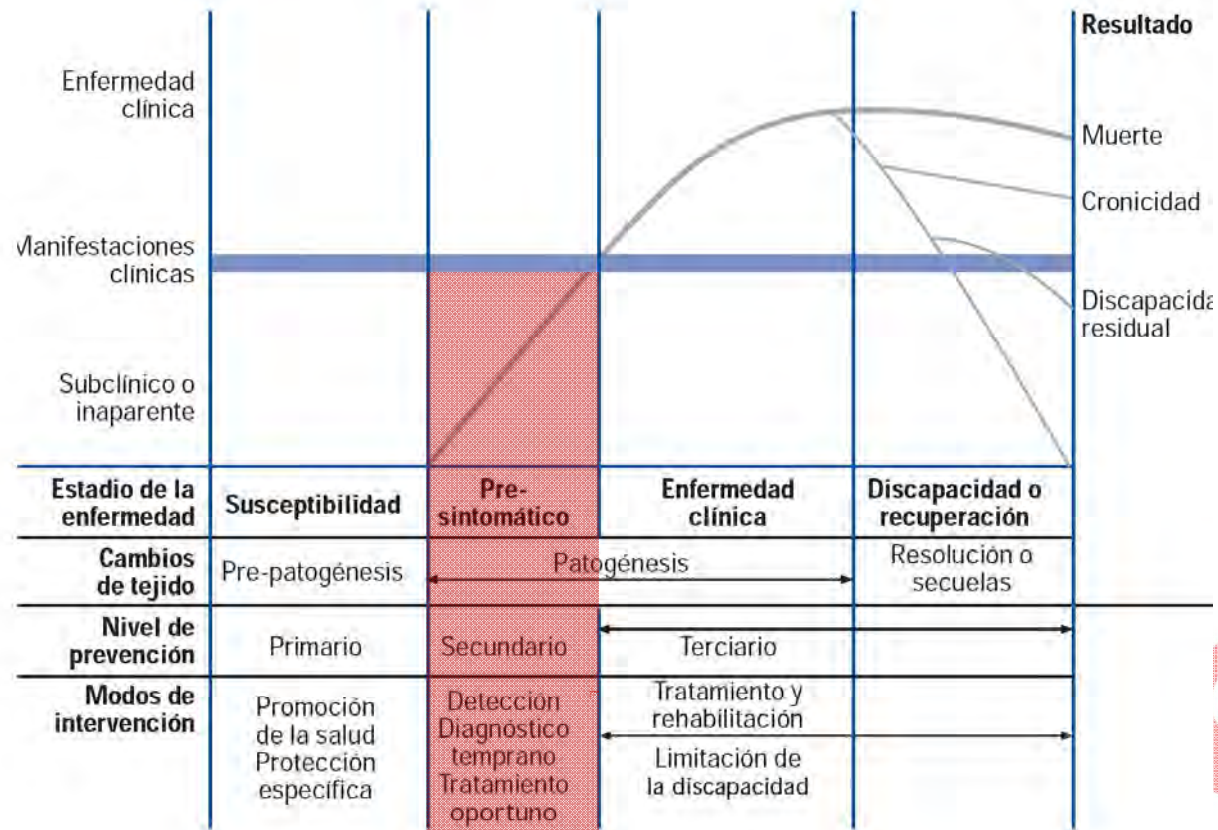 Resultado
Enfermedad
clínica
Muerte
Cronicidad
Manifestaciones
clínicas
Discapacida
residual
Subclínico o
inaparente
Estadio de la
enfermedad
Susceptibilidad
Pre-
sintomático
Enfermedad
clínica
Discapacidad o
recuperación
Cambios
de tejido
Pre-patogénesis
Patogénesis
Resolución o
secuelas
Nivel de
prevención
Primario
Secundario
Terciario
Modos de
intervención
Promoción
de la salud
Protección
específica
Detección
Diagnóstico
temprano
Tratamiento
oportuno
Tratamiento y
rehabilitación
Limitación de
la discapacidad